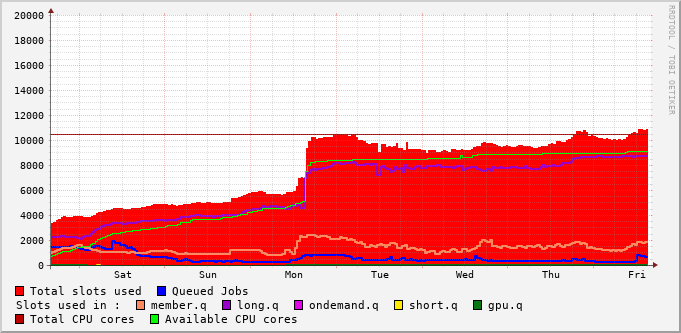 RRDTOOL / TOBI OETIKER
20000
18000
16000
14000
12000
10000
8000
6000
4000
2000
0
Sat Sun Mon Tue Wed Thu Fri
Total slots used Queued Jobs
Slots used in : member.q long.q ondemand.q short.q gpu.q
Total CPU cores Available CPU cores